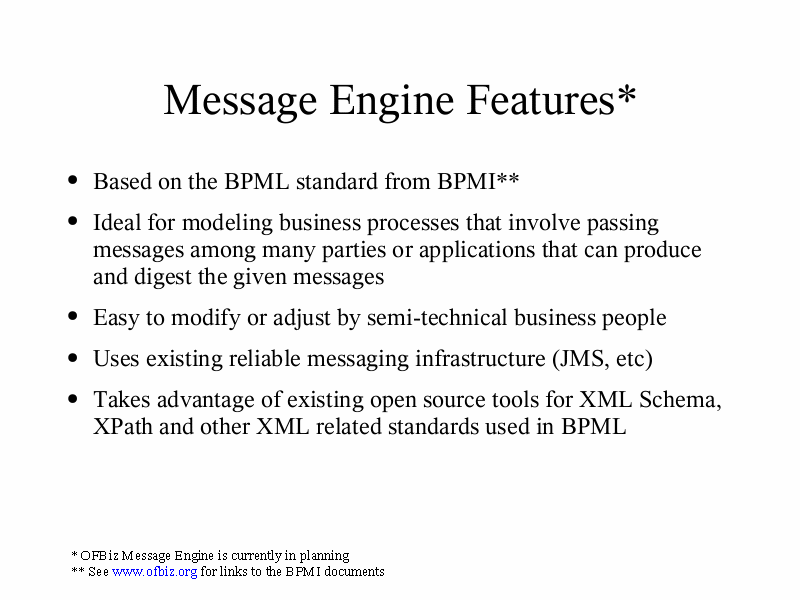 Message Engine Features*
• Based on the BPML standard from BPMI**
• Ideal for modeling business processes that involve passing
messages among many parties or applications that can produce
and digest the given messages
• Easy to modify or adjust by semi-technical business people
• Uses existing reliable messaging infrastructure (JMS, etc)
• Takes advantage of existing open source tools for XML Schema,
XPath and other XML related standards used in BPML
* OFBiz Message Engine is currently in planning
** See www.ofbiz.org for links to the BPMI documents